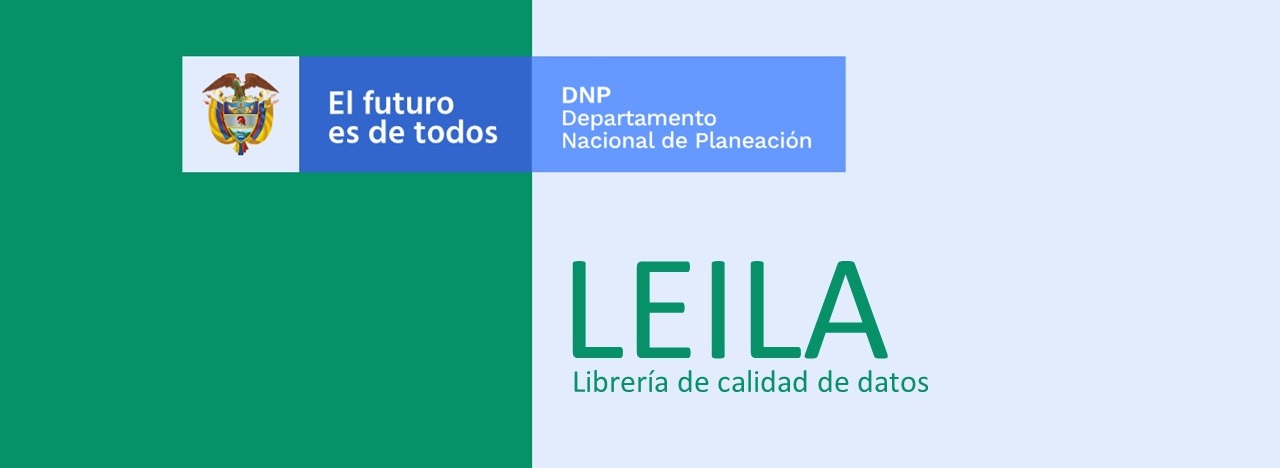 El futuro
es de todos
DNP
Departamento
Nacional de Planeación
LEILA
Librería de calidad de datos